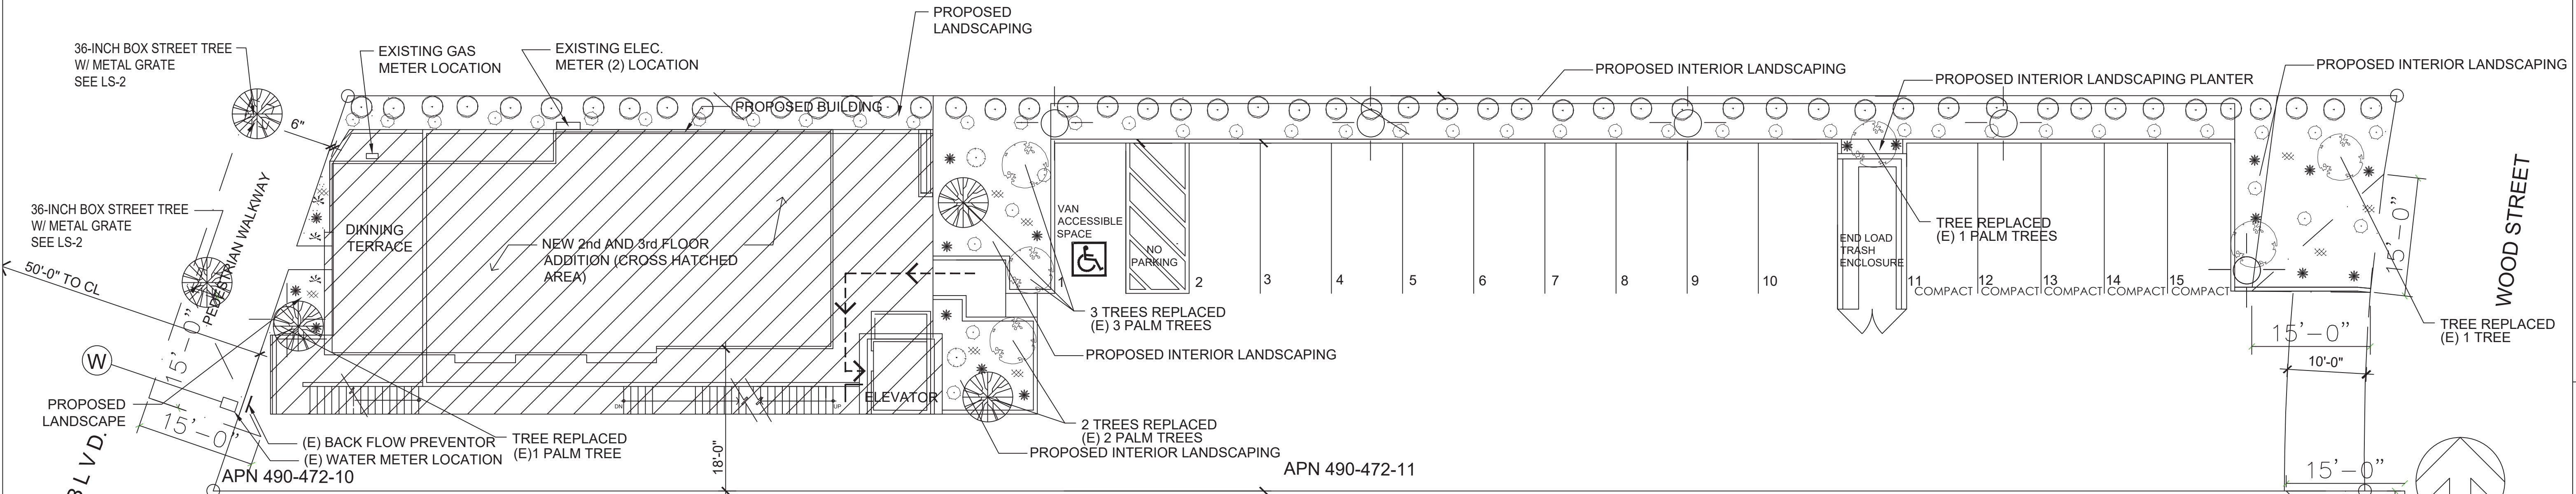 PROPOSED
LANDSCAPING
36-INCH BOX STREET TREE
W/ METAL GRATE
SEE LS-2
EXISTING GAS
METER LOCATION
EXISTING ELEC.
METER (2) LOCATION
PROPOSED INTERIOR LANDSCAPING
PROPOSED INTERIOR LANDSCAPING PLANTER
PROPOSED INTERIOR LANDSCAPING
PROPOSED BUILDING
6"
PEDESTRIAN WALKWAY
36-INCH BOX STREET TREE
W/ METAL GRATE
SEE LS-2
DINNING
TERRACE
NEW 2nd AND 3rd FLOOR
ADDITION (CROSS HATCHED
AREA)
VAN
ACCESSIBLE
SPACE
NO
PARKING
TREE REPLACED
(E) 1 PALM TREES
END LOAD
TRASH
ENCLOSURE
15'-0"
WOOD STREET
50'-0" TO CL
1
2
3
4
5
6
7
8
9
10
11
12
13
14
15
COMPACT
COMPACT
COMPACT
COMPACT
COMPACT
3 TREES REPLACED
(E) 3 PALM TREES
TREE REPLACED
(E) 1 TREE
15'-0"
10'-0"
PROPOSED INTERIOR LANDSCAPING
W
15'-0"
PROPOSED
LANDSCAPE
15'-0"
ELEVATOR
DN
UP
(E) BACK FLOW PREVENTOR
(E) WATER METER LOCATION
TREE REPLACED
(E)1 PALM TREE
2 TREES REPLACED
(E) 2 PALM TREES
PROPOSED INTERIOR LANDSCAPING
18'-0"
APN 490-472-10
APN 490-472-11
15'-0"
BLVD.